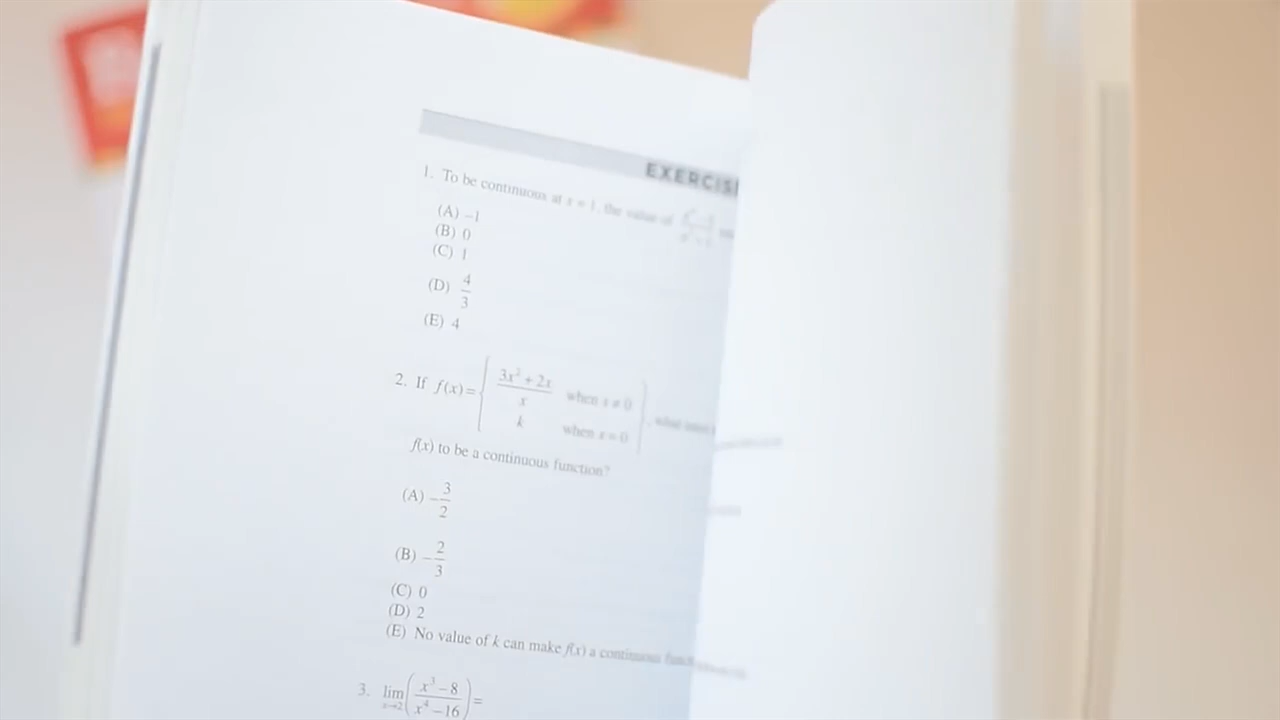 EXERCIS
1. To be continuous at x = 1, the value of
(A) –1
(B) 0
(C) 1
(D) 4/3
(E) 4
2. If f(x) = { (3x² + 2x)/x when x ≠ 0
k when x = 0 },
f(x) to be a continuous function?
(A) –3/2
(B) –2/3
(C) 0
(D) 2
(E) No value of k can make f(x) a continuous
3. lim x→2 ((x³ – 8)/(x⁴ – 16)) =